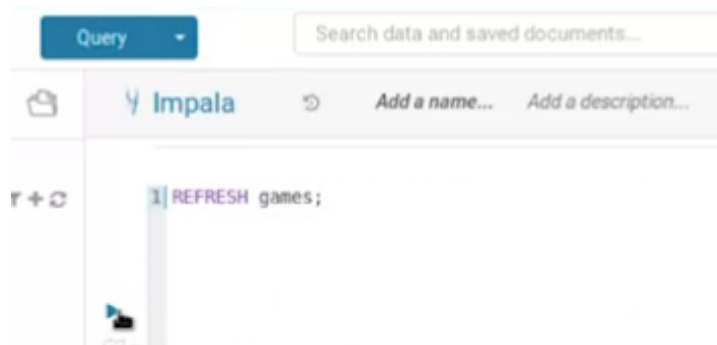 Query
Search data and saved documents...
Impala
Add a name...
Add a description...
1 REFRESH games;